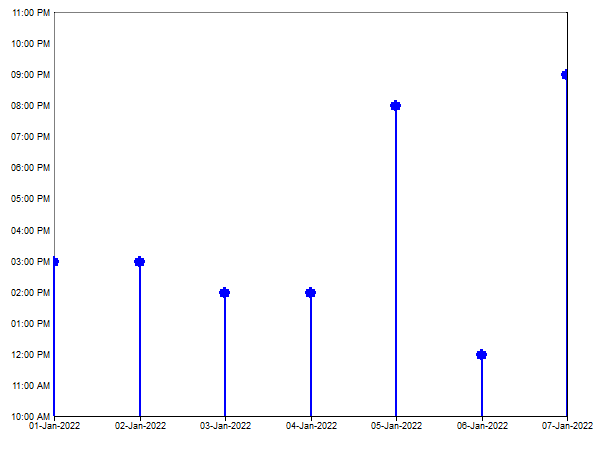 11:00 PM
10:00 PM
09:00 PM
08:00 PM
07:00 PM
06:00 PM
05:00 PM
04:00 PM
03:00 PM
02:00 PM
01:00 PM
12:00 PM
11:00 AM
10:00 AM
01-Jan-2022 02-Jan-2022 03-Jan-2022 04-Jan-2022 05-Jan-2022 06-Jan-2022 07-Jan-2022